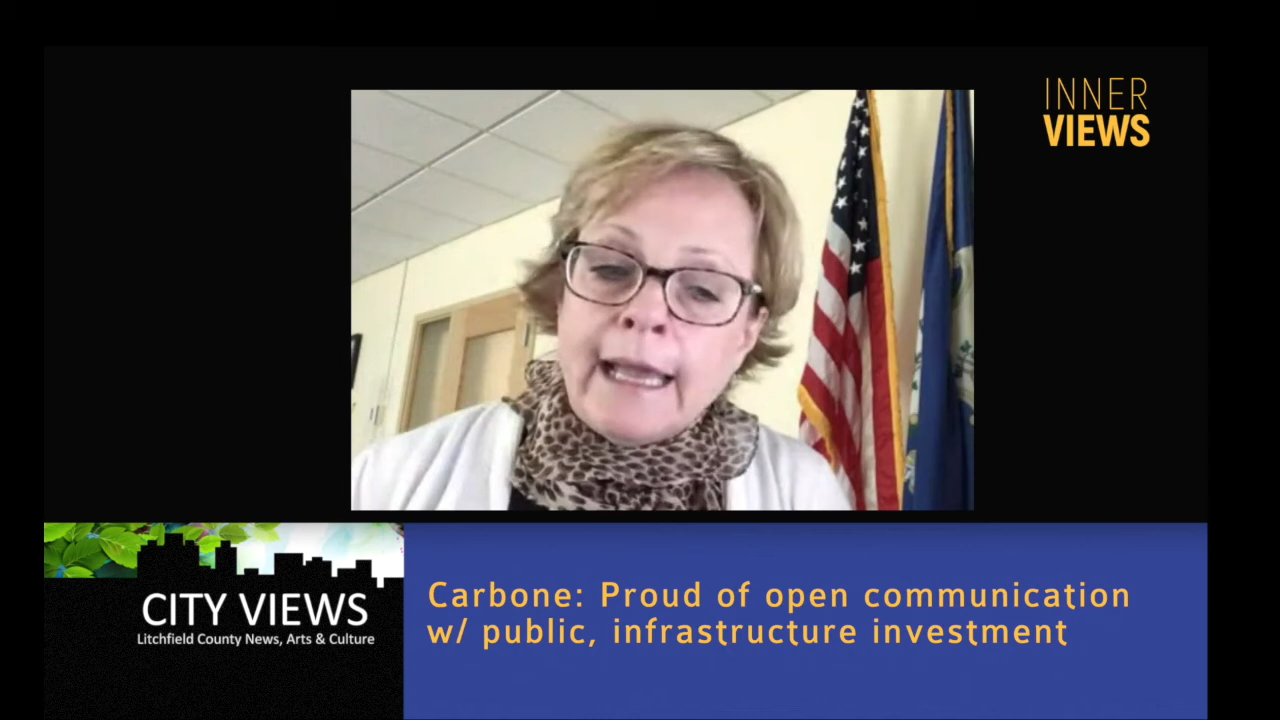 INNER
VIEWS
CITY VIEWS
Litchfield County News, Arts & Culture
Carbone: Proud of open communication
w/ public, infrastructure investment